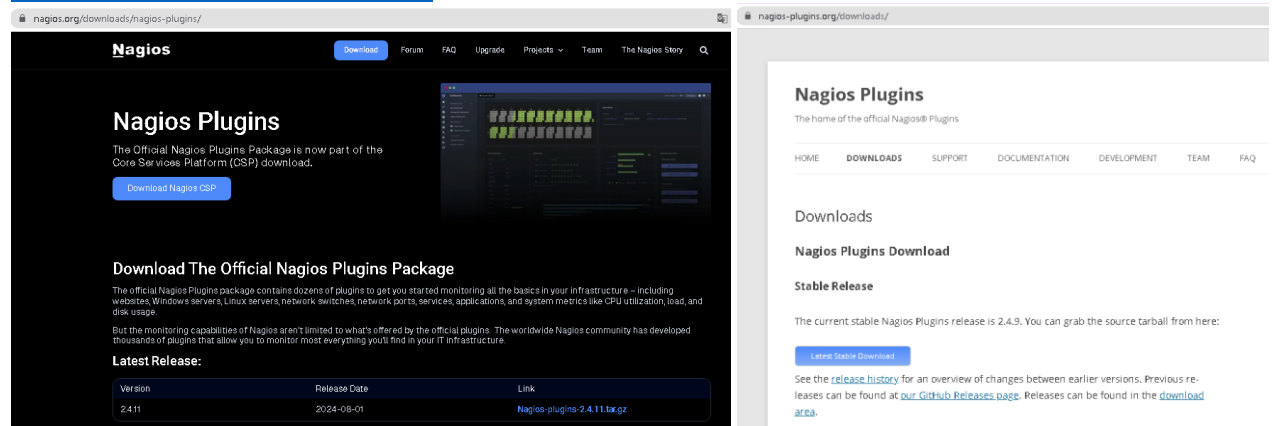 nagios.org/downloads/nagios-plugins/
Nagios
Download Forum FAQ Upgrade Projects Team The Nagios Story
Nagios Plugins
The Official Nagios Plugins Package is now part of the
Core Services Platform (CSP) download.
Download Nagios CSP
Download The Official Nagios Plugins Package
The official Nagios Plugins package contains dozens of plugins to get you started monitoring all the basics in your infrastructure – including
websites, Windows servers, Linux servers, network switches, network ports, services, applications, and system metrics like CPU utilization, load, and
disk usage.
But the monitoring capabilities of Nagios aren't limited to what's offered by the official plugins. The worldwide Nagios community has developed
thousands of plugins that allow you to monitor most everything you'll find in your IT infrastructure.
Latest Release:
Version Release Date Link
2.4.11 2024-08-01 Nagios-plugins-2.4.11.tar.gz
nagios-plugins.org/downloads/
Nagios Plugins
The home of the official Nagios® Plugins
HOME DOWNLOADS SUPPORT DOCUMENTATION DEVELOPMENT TEAM FAQ
Downloads
Nagios Plugins Download
Stable Release
The current stable Nagios Plugins release is 2.4.9. You can grab the source tarball from here:
Latest Stable Download
See the release history for an overview of changes between earlier versions. Previous re-
leases can be found at our GitHub Releases page. Releases can be found in the download
area.